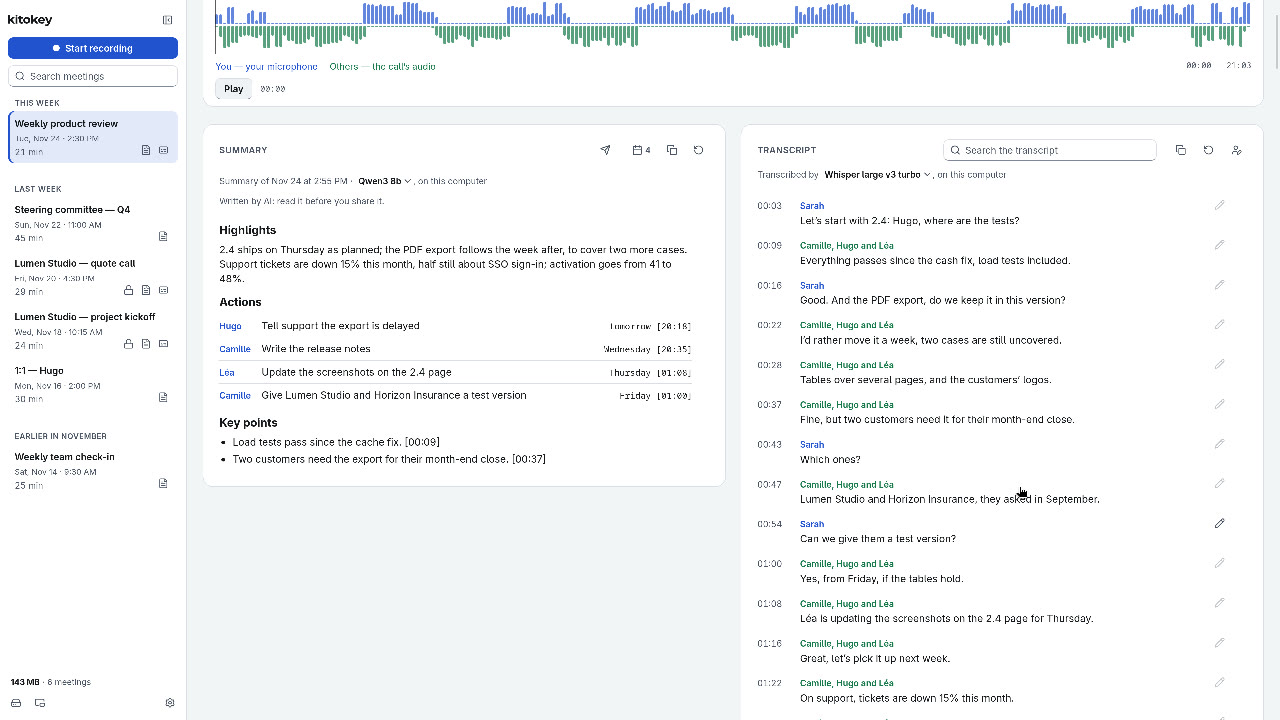 kitokey
Start recording
Search meetings
THIS WEEK
Weekly product review
Tue, Nov 24 · 2:30 PM
21 min
LAST WEEK
Steering committee — Q4
Sun, Nov 22 · 11:00 AM
45 min
Lumen Studio — quote call
Fri, Nov 20 · 4:30 PM
29 min
Lumen Studio — project kickoff
Wed, Nov 18 · 10:15 AM
24 min
1:1 — Hugo
Mon, Nov 16 · 2:00 PM
30 min
EARLIER IN NOVEMBER
Weekly team check-in
Sat, Nov 14 · 9:30 AM
25 min
143 MB · 6 meetings
You — your microphone Others — the call's audio 00:00 21:03
Play 00:00
SUMMARY 4
Summary of Nov 24 at 2:55 PM · Qwen3 8b , on this computer
Written by AI: read it before you share it.
Highlights
2.4 ships on Thursday as planned; the PDF export follows the week after, to cover two more cases.
Support tickets are down 15% this month, half still about SSO sign-in; activation goes from 41 to
48%.
Actions
Hugo Tell support the export is delayed tomorrow [20:18]
Camille Write the release notes Wednesday [20:35]
Léa Update the screenshots on the 2.4 page Thursday [01:08]
Camille Give Lumen Studio and Horizon Insurance a test version Friday [01:00]
Key points
• Load tests pass since the cache fix. [00:09]
• Two customers need the export for their month-end close. [00:37]
TRANSCRIPT Search the transcript
Transcribed by Whisper large v3 turbo , on this computer
00:03 Sarah
Let's start with 2.4: Hugo, where are the tests?
00:09 Camille, Hugo and Léa
Everything passes since the cash fix, load tests included.
00:16 Sarah
Good. And the PDF export, do we keep it in this version?
00:22 Camille, Hugo and Léa
I'd rather move it a week, two cases are still uncovered.
00:28 Camille, Hugo and Léa
Tables over several pages, and the customers' logos.
00:37 Camille, Hugo and Léa
Fine, but two customers need it for their month-end close.
00:43 Sarah
Which ones?
00:47 Camille, Hugo and Léa
Lumen Studio and Horizon Insurance, they asked in September.
00:54 Sarah
Can we give them a test version?
01:00 Camille, Hugo and Léa
Yes, from Friday, if the tables hold.
01:08 Camille, Hugo and Léa
Léa is updating the screenshots on the 2.4 page for Thursday.
01:16 Camille, Hugo and Léa
Great, let's pick it up next week.
01:22 Camille, Hugo and Léa
On support, tickets are down 15% this month.